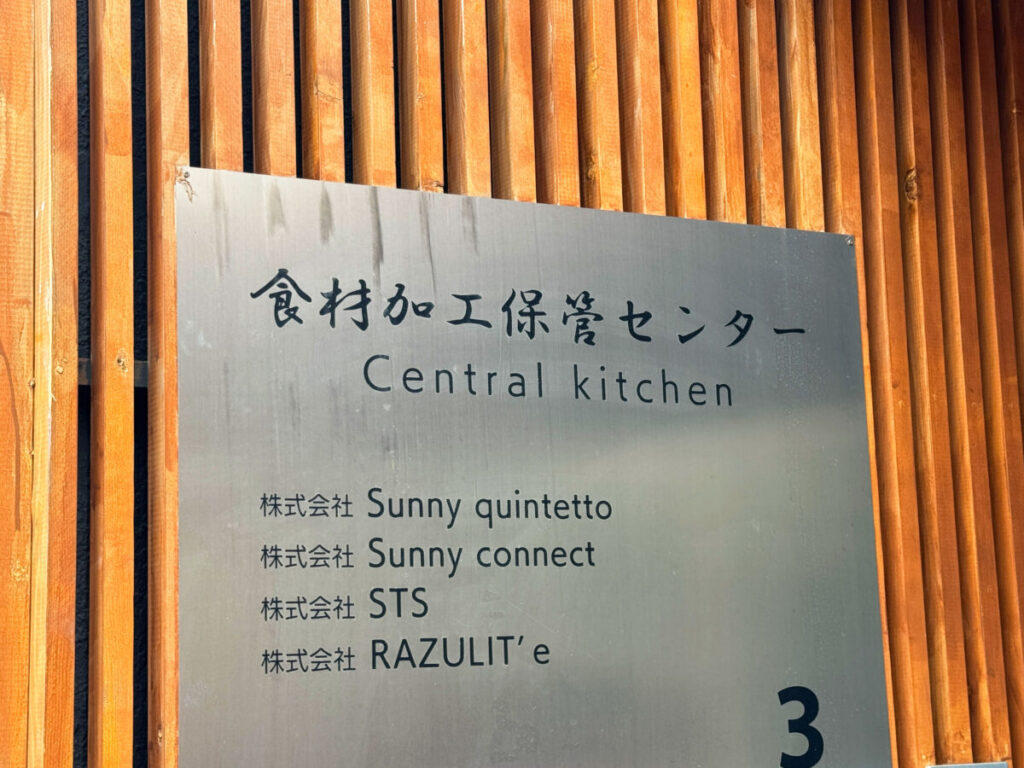 食材加工保管センター
Central kitchen
株式会社 Sunny quintetto
株式会社 Sunny connect
株式会社 STS
株式会社 RAZULIT'e
3